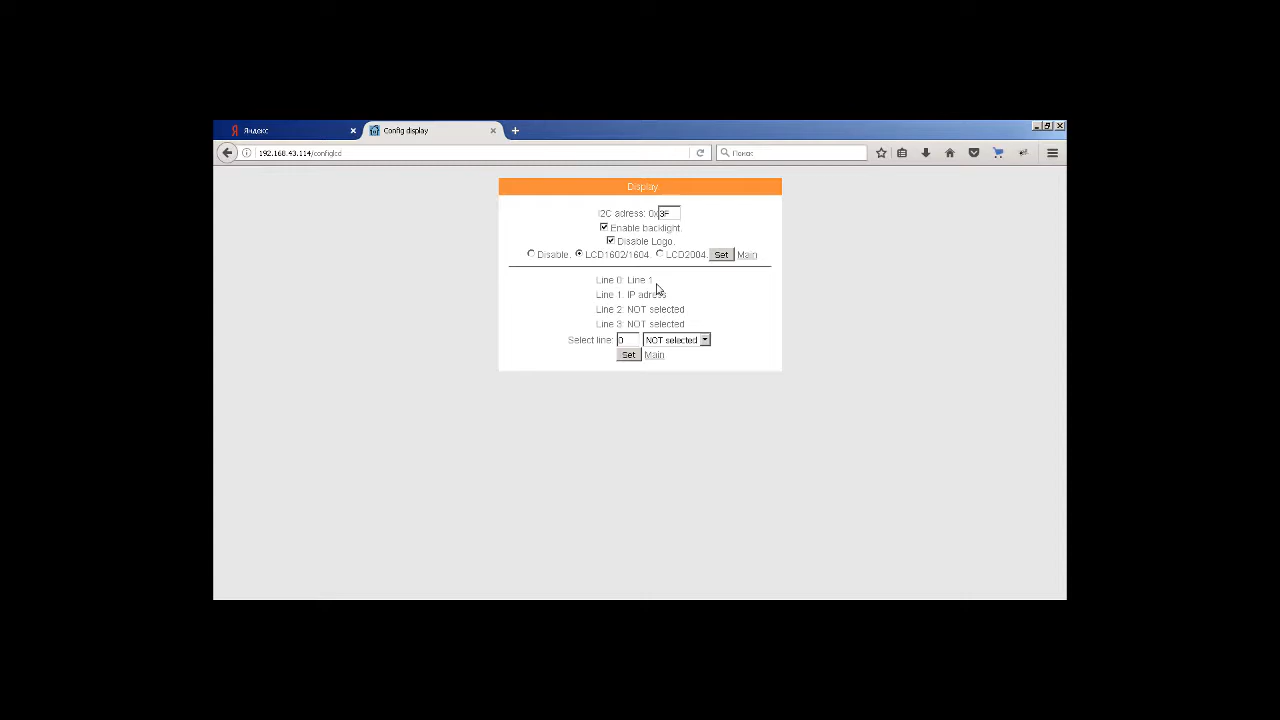 Яндекс
Config display
192.168.43.114/configlcd
Поиск
Display.
I2C adress: 0x 3F
Enable backlight.
Disable Logo.
Disable. LCD1602/1604. LCD2004. Set Main
Line 0: Line 1
Line 1: IP adress
Line 2: NOT selected
Line 3: NOT selected
Select line: 0 NOT selected
Set Main